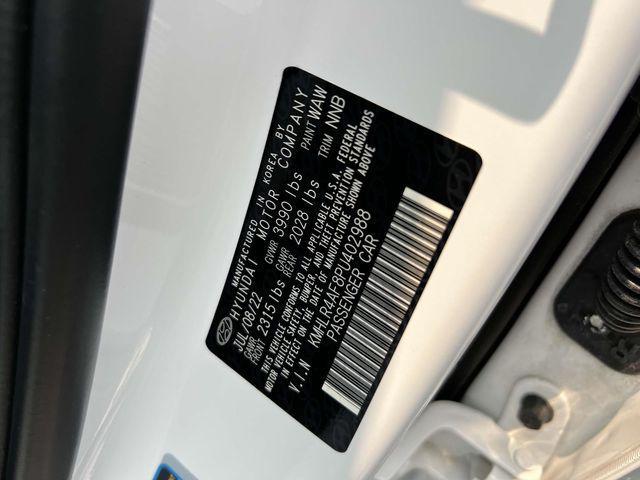 MANUFACTURED IN KOREA BY
HYUNDAI MOTOR COMPANY
JUL/08/22 GVWR 3990 lbs PAINT WAW
GAWR FRONT 2315 lbs GAWR REAR 2028 lbs TRIM NNB
THIS VEHICLE CONFORMS TO ALL APPLICABLE U.S.A. FEDERAL
MOTOR VEHICLE SAFETY, BUMPER, AND THEFT PREVENTION STANDARDS
IN EFFECT ON THE DATE OF MANUFACTURE SHOWN ABOVE
V.I.N KMHLR4AF8PU402988
PASSENGER CAR